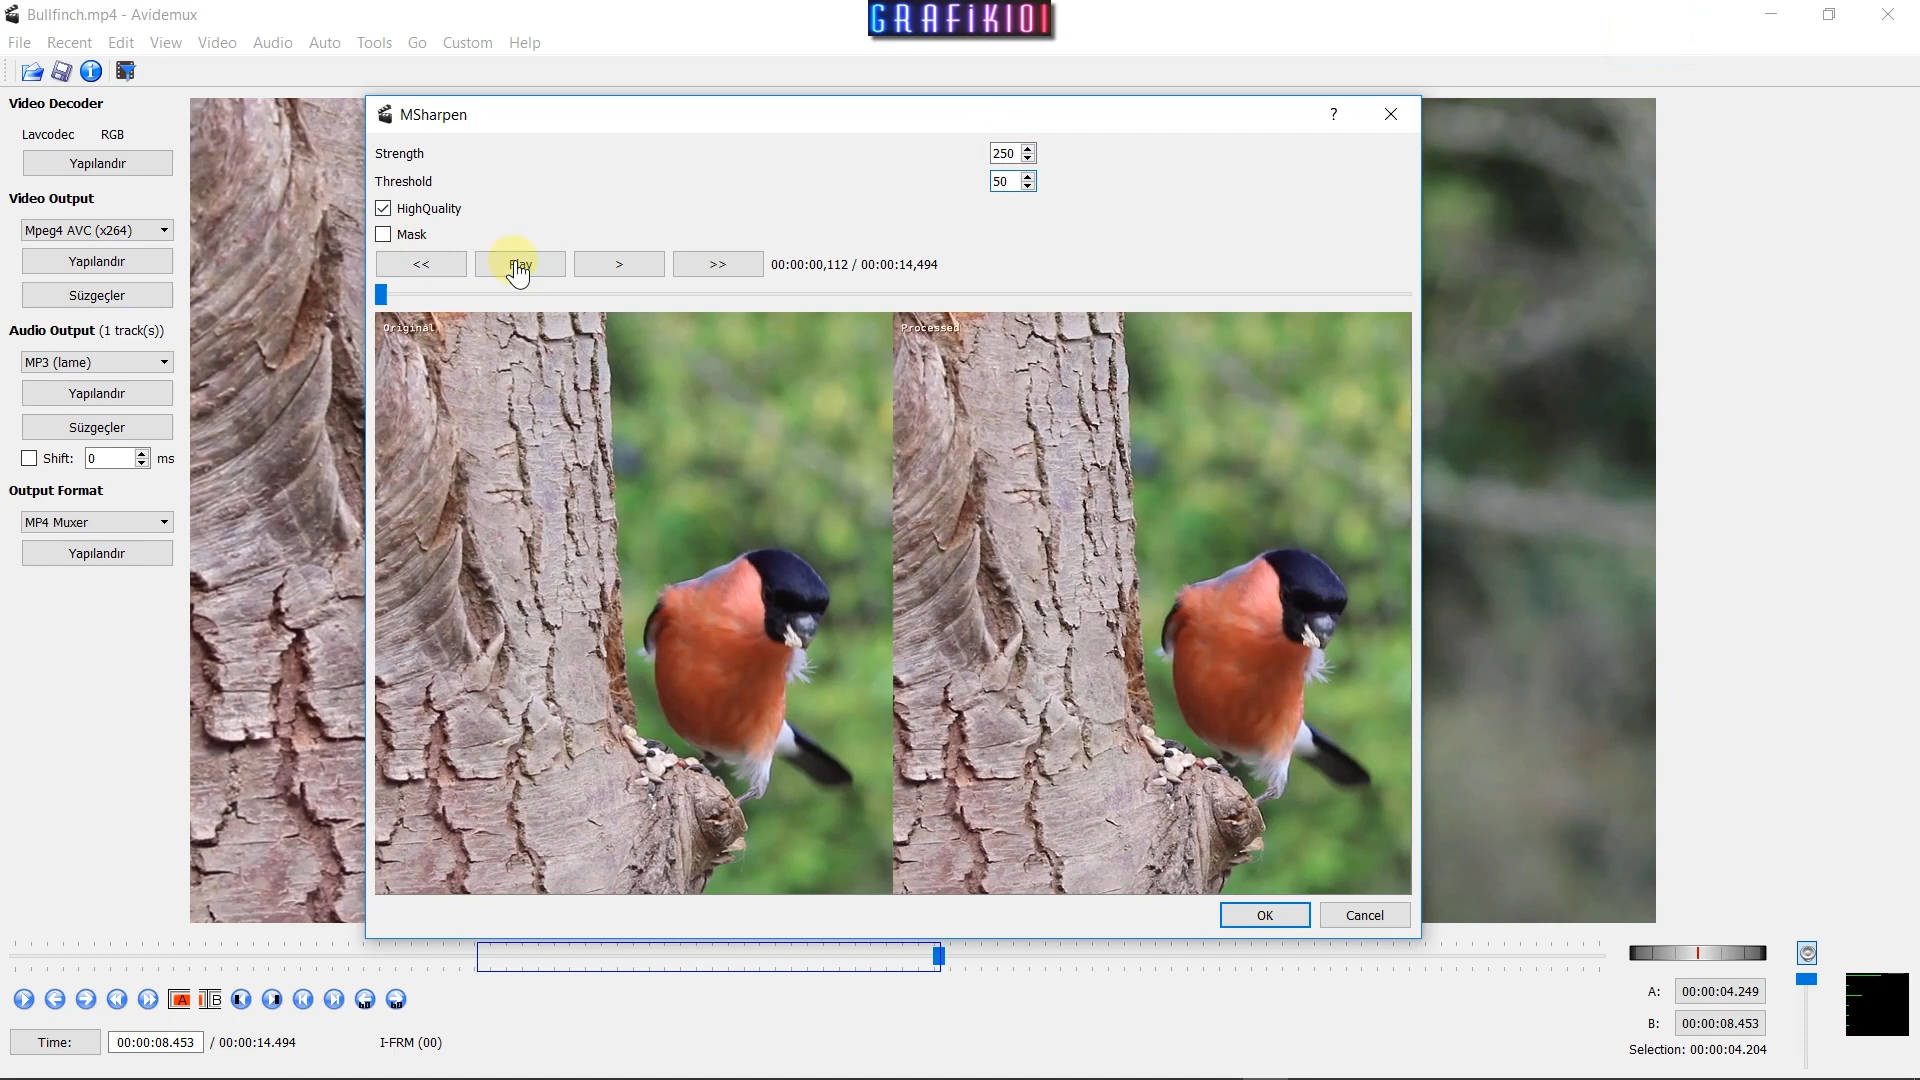 Bullfinch.mp4 - Avidemux
GRAFiK101
File Recent Edit View Video Audio Auto Tools Go Custom Help
Video Decoder
Lavcodec RGB
Yapılandır
Video Output
Mpeg4 AVC (x264)
Yapılandır
Süzgeçler
Audio Output (1 track(s))
MP3 (lame)
Yapılandır
Süzgeçler
Shift: 0 ms
Output Format
MP4 Muxer
Yapılandır
MSharpen
?
Strength 250
Threshold 50
HighQuality
Mask
<< Play > >> 00:00:00,112 / 00:00:14,494
Original Processed
OK Cancel
A B
60 60
A: 00:00:04.249
B: 00:00:08.453
Selection: 00:00:04.204
Time: 00:00:08.453 / 00:00:14.494 I-FRM (00)